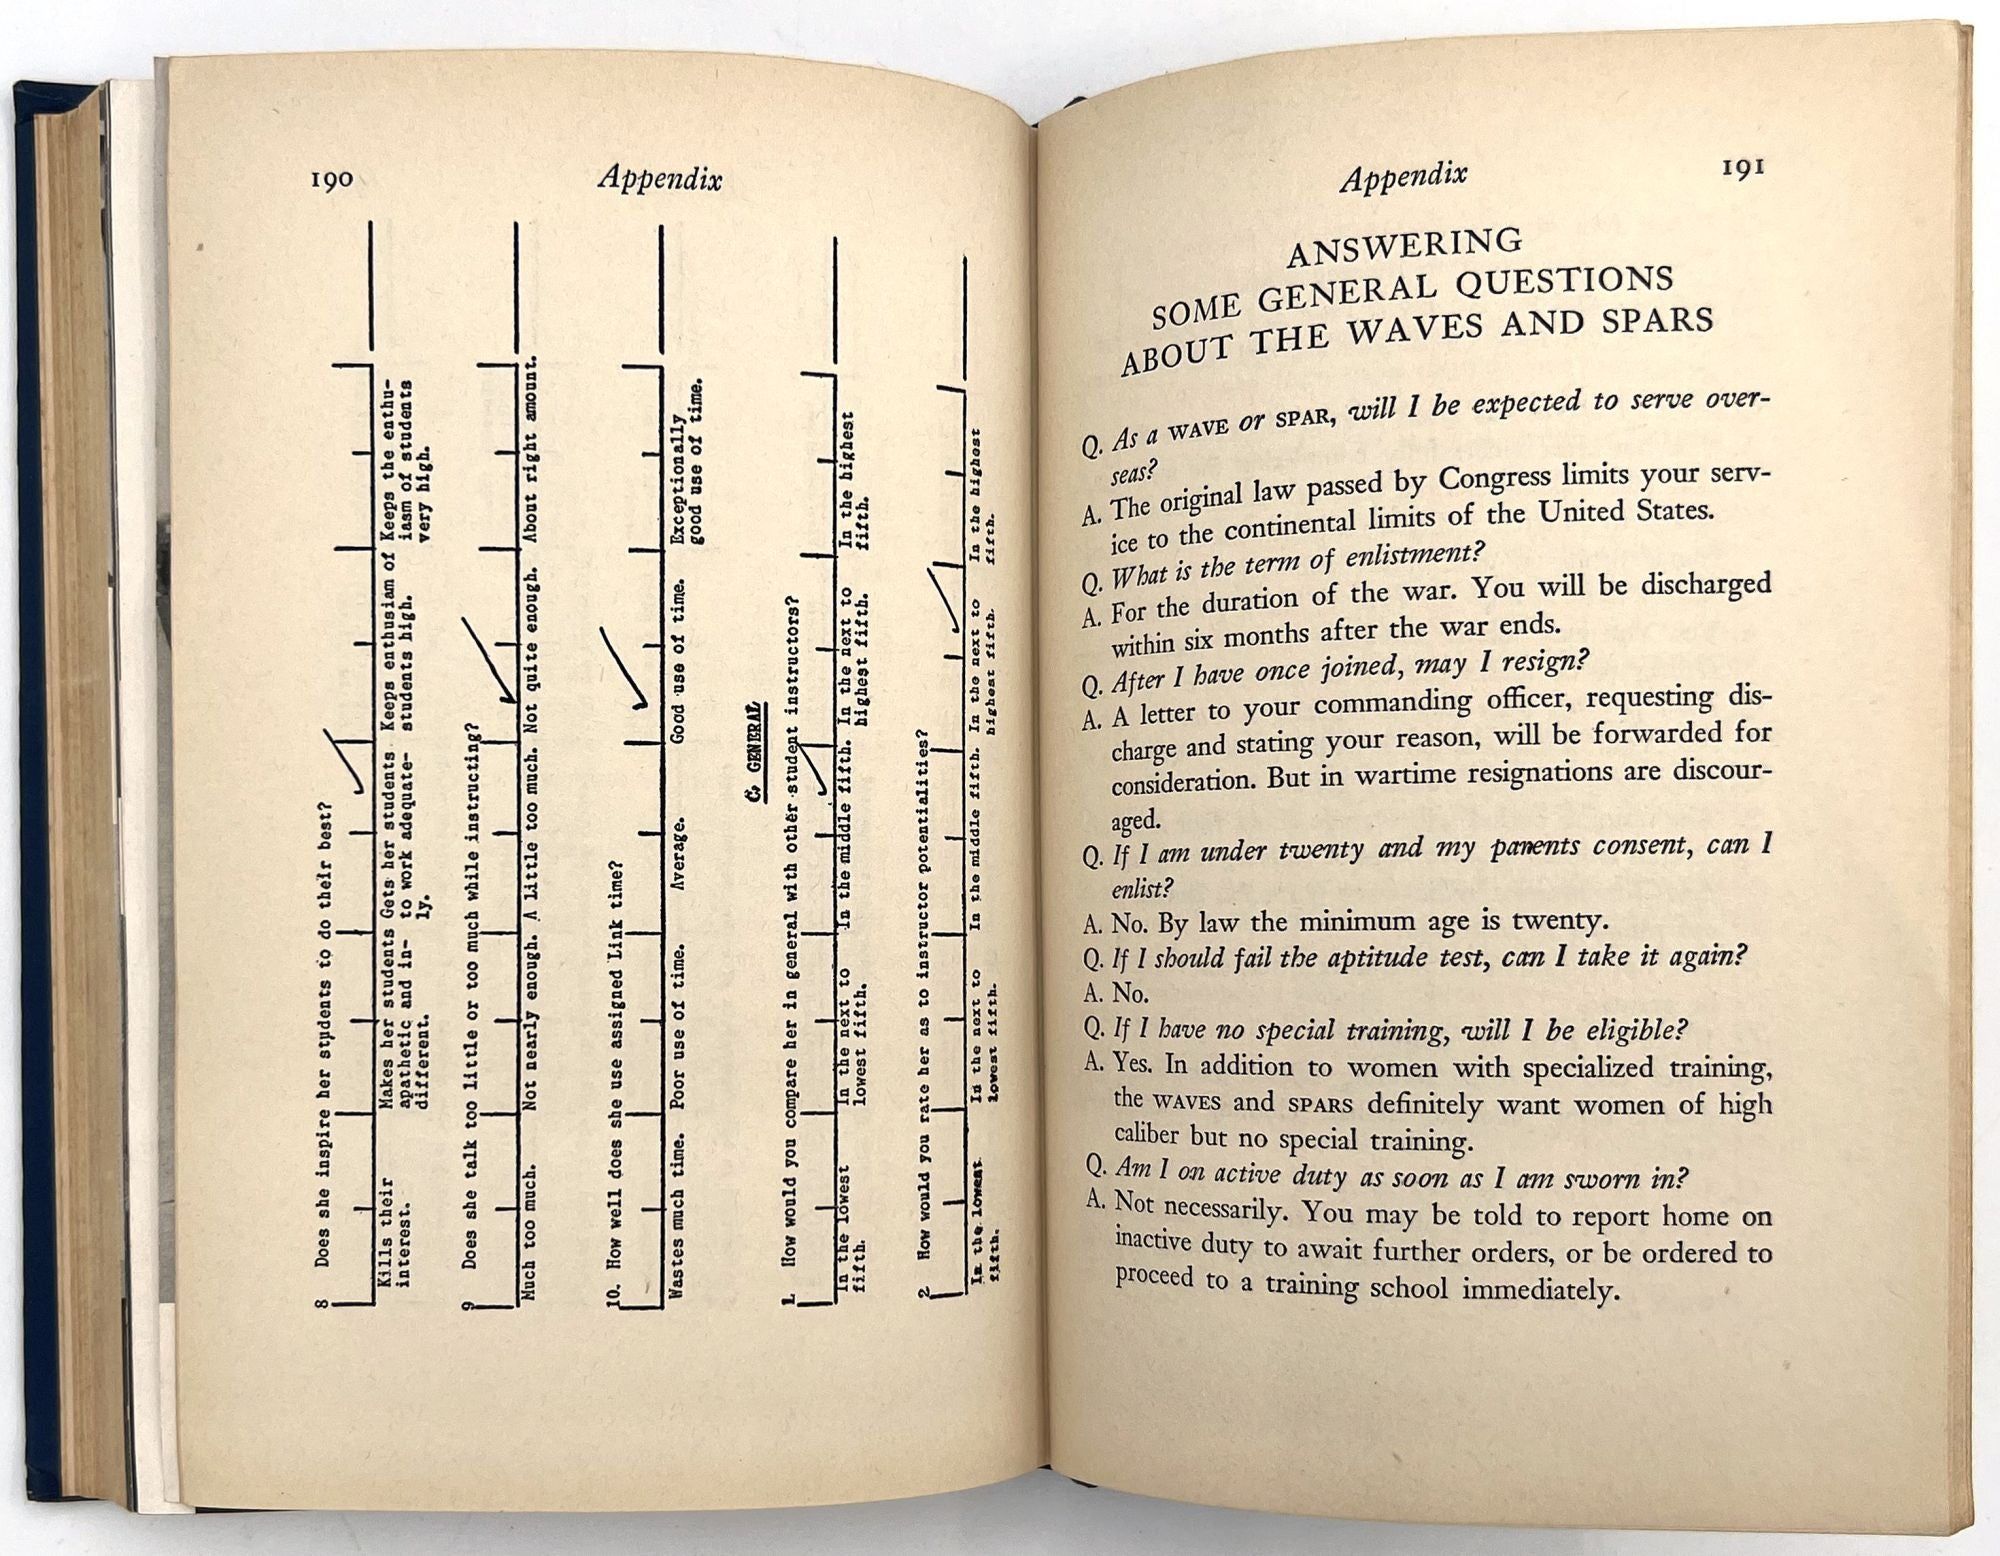 190
Appendix
8 Does she inspire her students to do their best?
Kills their Makes her students Gets her students Keeps enthusiam of Keeps the enthu-
interest. apathetic and in- to work adequate- students high. iasm of students
different. ly. very high.
9 Does she talk too little or too much while instructing?
Much too much. Not nearly enough. A little too much. Not quite enough. About right amount.
10. How well does she use assigned Link time?
Wastes much time. Poor use of time. Average. Good use of time. Exceptionally
good use of time.
C. GENERAL
1. How would you compare her in general with other student instructors?
In the lowest In the next to In the middle fifth. In the next to In the highest
fifth. lowest fifth. highest fifth. fifth.
2 How would you rate her as to instructor potentialities?
In the lowest In the next to In the middle fifth. In the next to In the highest
fifth. lowest fifth. highest fifth. fifth.
Appendix
191
ANSWERING
SOME GENERAL QUESTIONS
ABOUT THE WAVES AND SPARS
Q. As a WAVE or SPAR, will I be expected to serve over-
seas?
A. The original law passed by Congress limits your serv-
ice to the continental limits of the United States.
Q. What is the term of enlistment?
A. For the duration of the war. You will be discharged
within six months after the war ends.
Q. After I have once joined, may I resign?
A. A letter to your commanding officer, requesting dis-
charge and stating your reason, will be forwarded for
consideration. But in wartime resignations are discour-
aged.
Q. If I am under twenty and my parents consent, can I
enlist?
A. No. By law the minimum age is twenty.
Q. If I should fail the aptitude test, can I take it again?
A. No.
Q. If I have no special training, will I be eligible?
A. Yes. In addition to women with specialized training,
the WAVES and SPARS definitely want women of high
caliber but no special training.
Q. Am I on active duty as soon as I am sworn in?
A. Not necessarily. You may be told to report home on
inactive duty to await further orders, or be ordered to
proceed to a training school immediately.